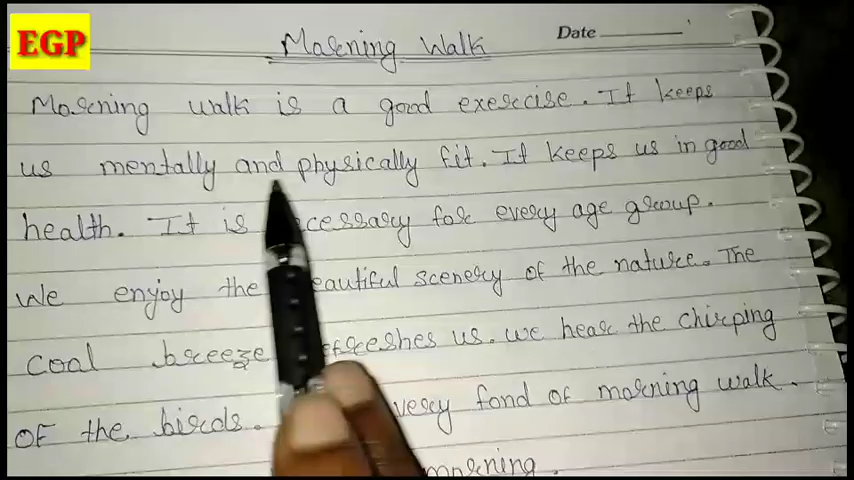 EGP
Morning Walk
Date
Morning walk is a good exercise. It keeps
us mentally and physically fit. It keeps us in good
health. It is cessary for every age group.
We enjoy the eautiful scenery of the nature. The
Cool breeze efreshes us. we hear the chirping
OF the birds. very fond of morning walk.
morning.